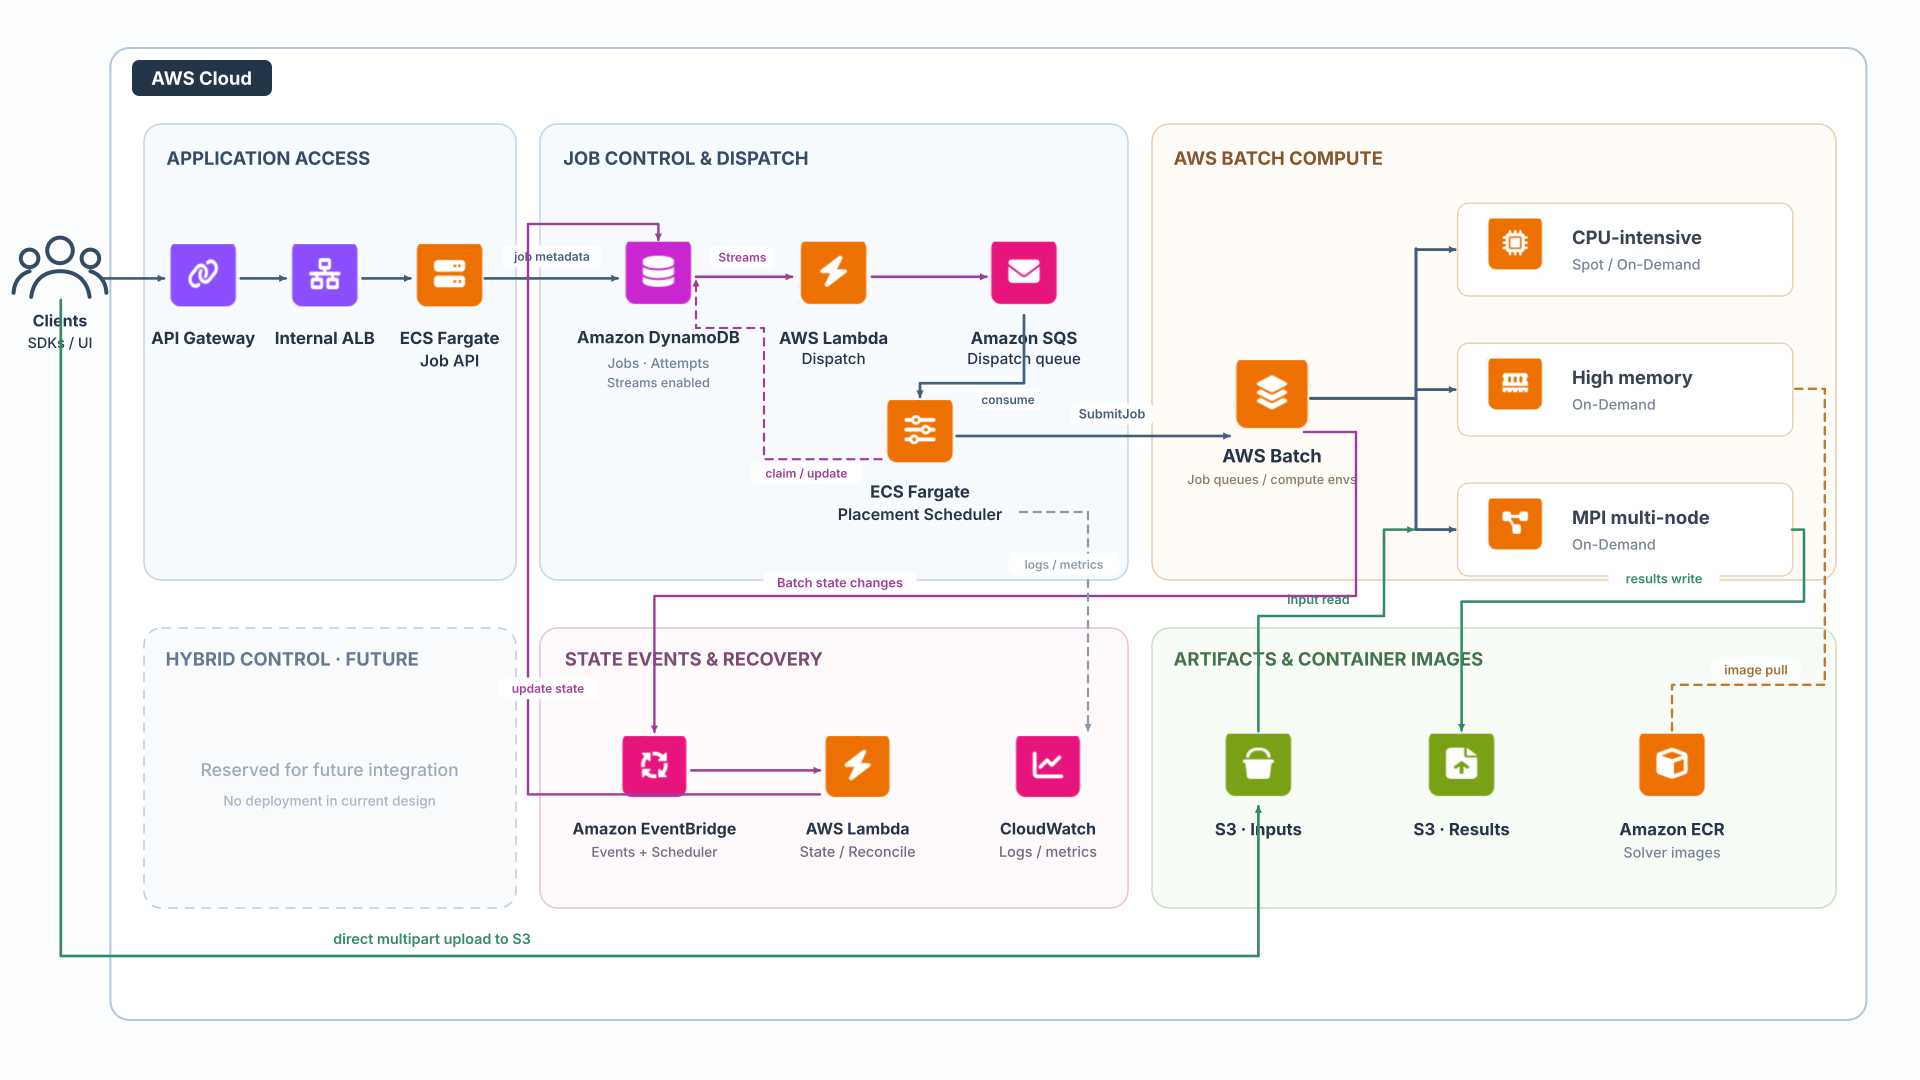 AWS Cloud
APPLICATION ACCESS
Clients
SDKs / UI
API Gateway
Internal ALB
ECS Fargate
Job API
JOB CONTROL & DISPATCH
job metadata
Streams
Amazon DynamoDB
Jobs · Attempts
Streams enabled
AWS Lambda
Dispatch
Amazon SQS
Dispatch queue
consume
SubmitJob
claim / update
ECS Fargate
Placement Scheduler
logs / metrics
Batch state changes
AWS BATCH COMPUTE
AWS Batch
Job queues / compute envs
CPU-intensive
Spot / On-Demand
High memory
On-Demand
MPI multi-node
On-Demand
results write
input read
HYBRID CONTROL · FUTURE
Reserved for future integration
No deployment in current design
update state
STATE EVENTS & RECOVERY
Amazon EventBridge
Events + Scheduler
AWS Lambda
State / Reconcile
CloudWatch
Logs / metrics
ARTIFACTS & CONTAINER IMAGES
image pull
S3 · Inputs
S3 · Results
Amazon ECR
Solver images
direct multipart upload to S3